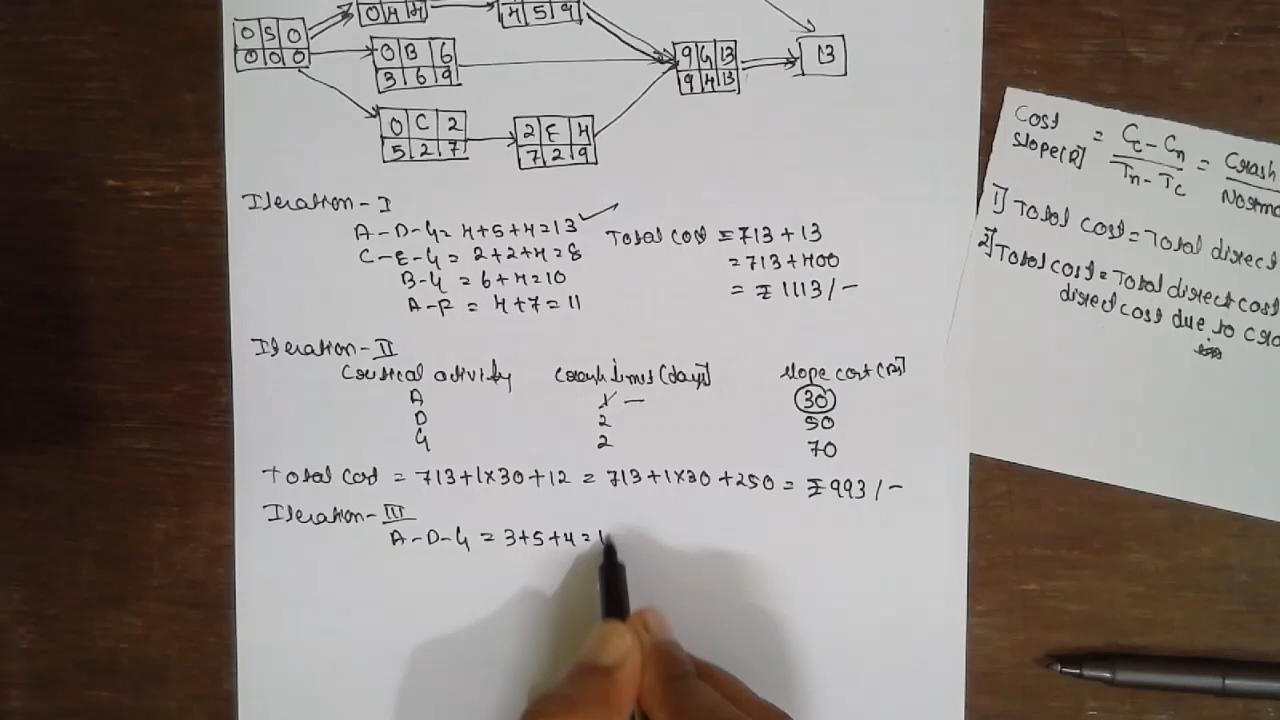 0 4 4
4 5 9
0 S 0
0 0 0
0 B 6
3 6 9
9 G 13
9 4 13
13
0 C 2
5 2 7
2 E 4
7 2 9
Cost slope [R] = Cc - Cn / Tn - Tc = Crash / Norma
1] Total cost = Total direct
2] Total cost = Total direct cost
direct cost due to cra
Iteration - I
A - D - G = 4 + 5 + 4 = 13 ✓
C - E - G = 2 + 2 + 4 = 8
B - G = 6 + 4 = 10
A - F = 4 + 7 = 11
Total cost = 713 + 13
= 713 + 400
= ₹ 1113 /-
Iteration - II
Critical activity Crash times [days] slope cost [R]
A 1 — 30
D 2 50
G 2 70
Total cost = 713 + 1 x 30 + 12 = 713 + 1 x 30 + 250 = ₹ 993 /-
Iteration - III
A - D - G = 3 + 5 + 4 = 1